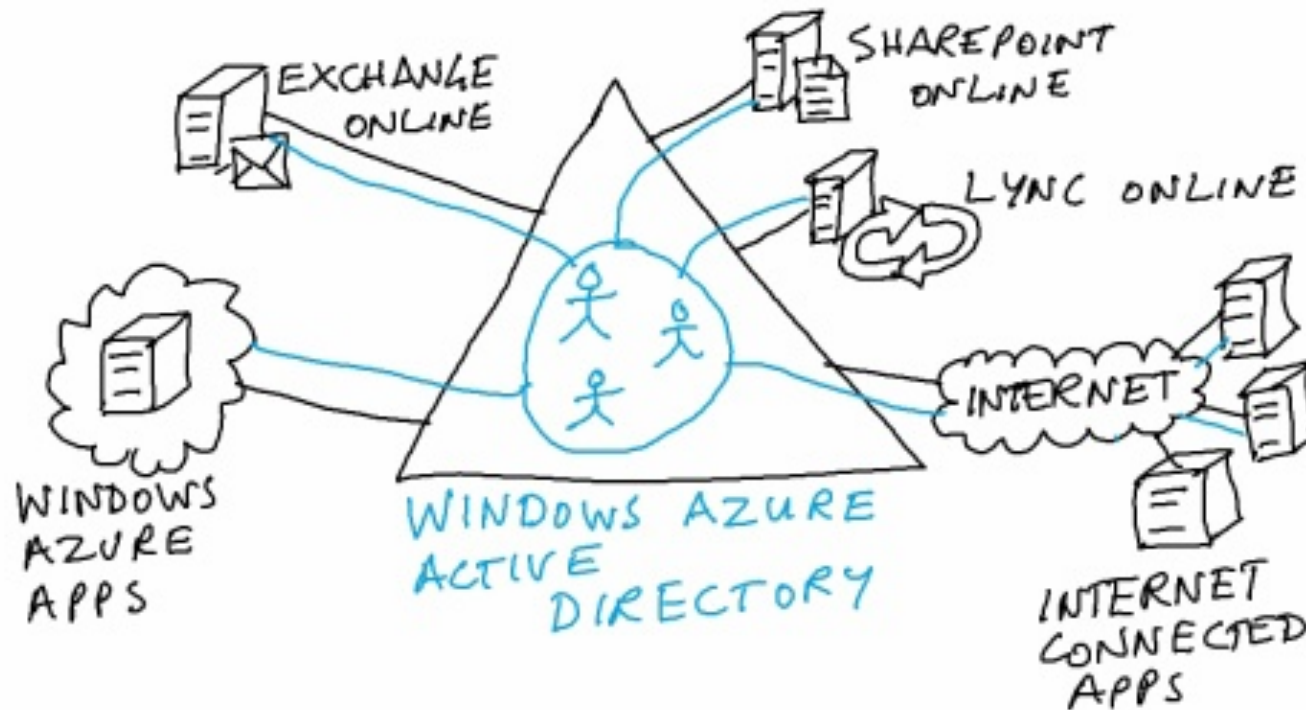 EXCHANGE
ONLINE
SHAREPOINT
ONLINE
LYNC ONLINE
INTERNET
WINDOWS
AZURE
APPS
WINDOWS AZURE
ACTIVE
DIRECTORY
INTERNET
CONNECTED
APPS